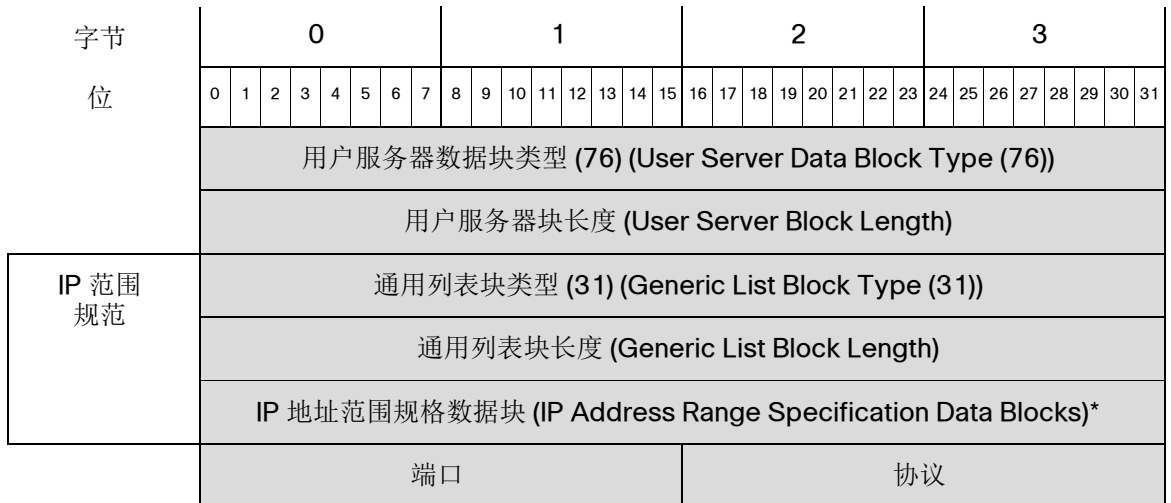 字节 0 1 2 3
位 0 1 2 3 4 5 6 7 8 9 10 11 12 13 14 15 16 17 18 19 20 21 22 23 24 25 26 27 28 29 30 31
用户服务器数据块类型 (76) (User Server Data Block Type (76))
用户服务器块长度 (User Server Block Length)
IP 范围
规范
通用列表块类型 (31) (Generic List Block Type (31))
通用列表块长度 (Generic List Block Length)
IP 地址范围规格数据块 (IP Address Range Specification Data Blocks)*
端口 协议